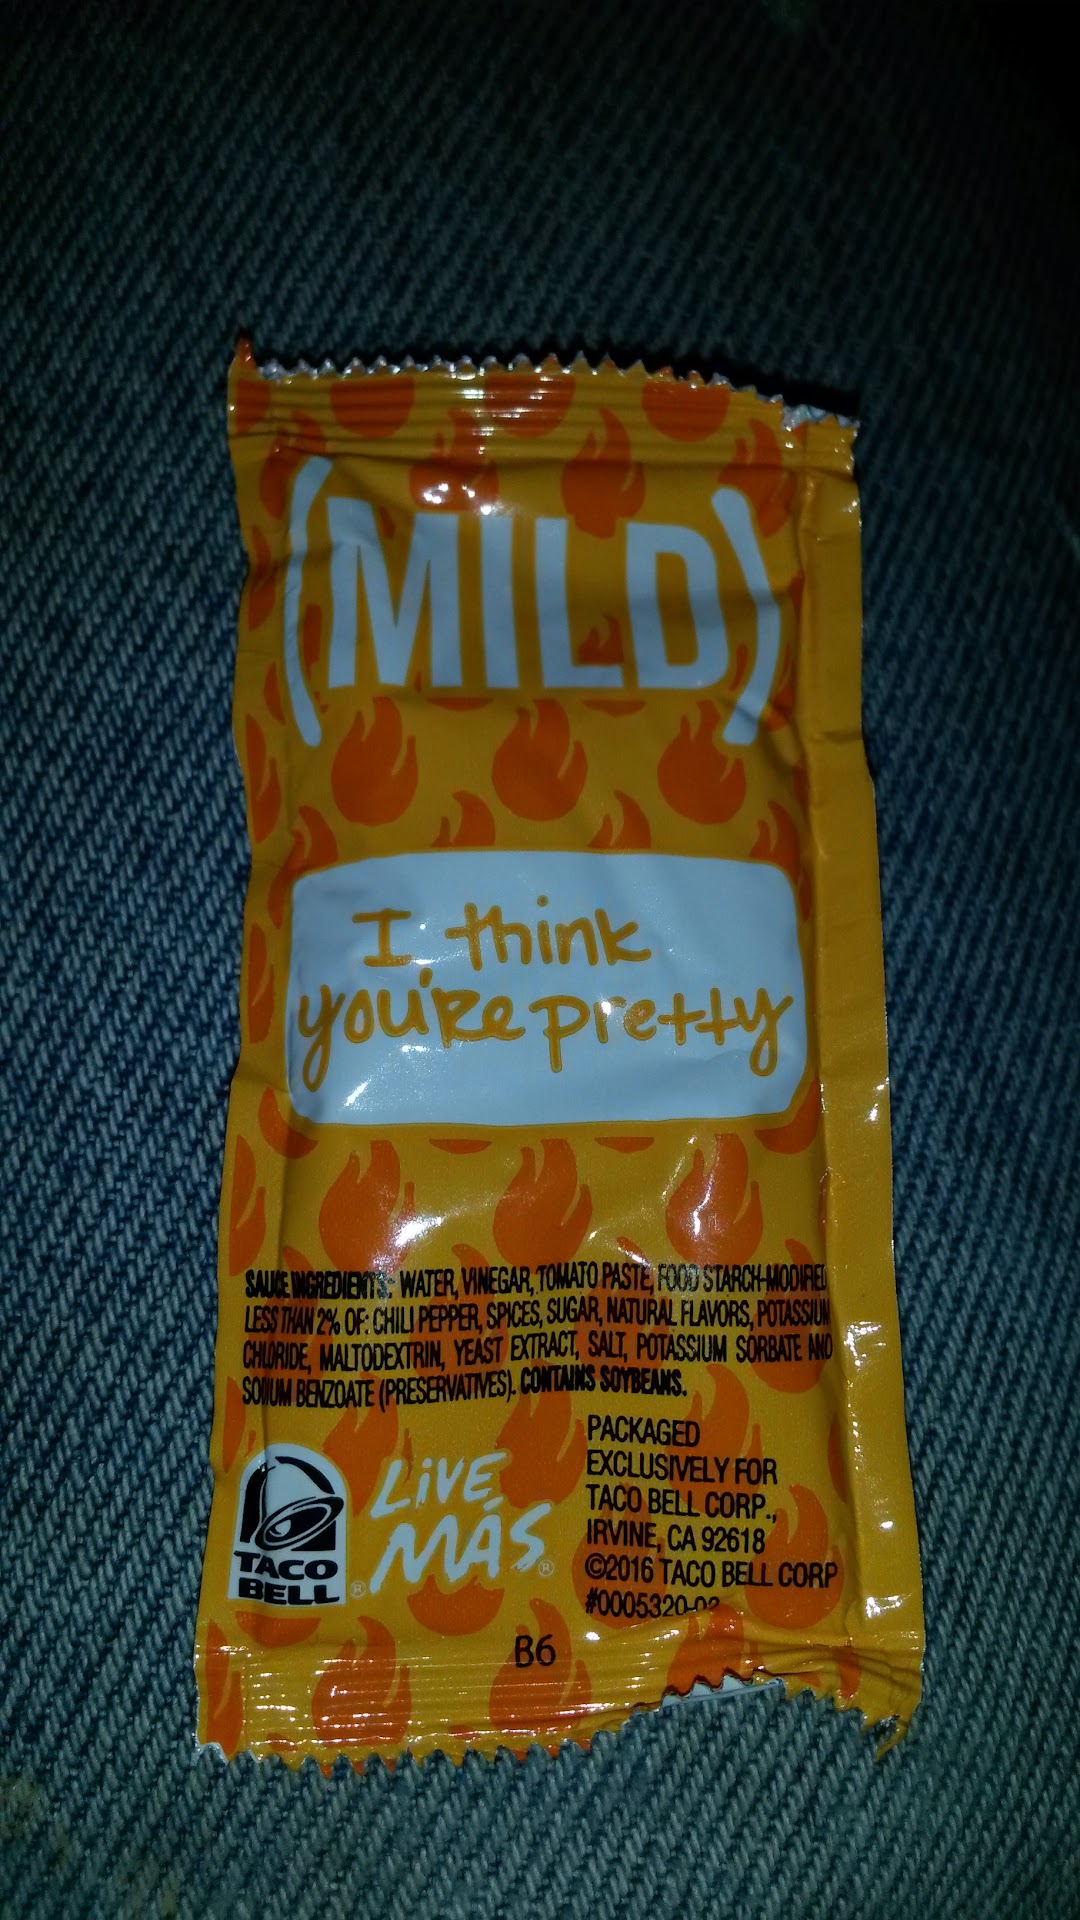 (MILD)
I think
you're pretty
SAUCE INGREDIENTS: WATER, VINEGAR, TOMATO PASTE, FOOD STARCH-MODIFIED
LESS THAN 2% OF: CHILI PEPPER, SPICES, SUGAR, NATURAL FLAVORS, POTASSIUM
CHLORIDE, MALTODEXTRIN, YEAST EXTRACT, SALT, POTASSIUM SORBATE AND
SODIUM BENZOATE (PRESERVATIVES). CONTAINS SOYBEANS.
TACO
BELL®
LIVE
MÁS®
PACKAGED
EXCLUSIVELY FOR
TACO BELL CORP.,
IRVINE, CA 92618
©2016 TACO BELL CORP
#0005320-02
B6